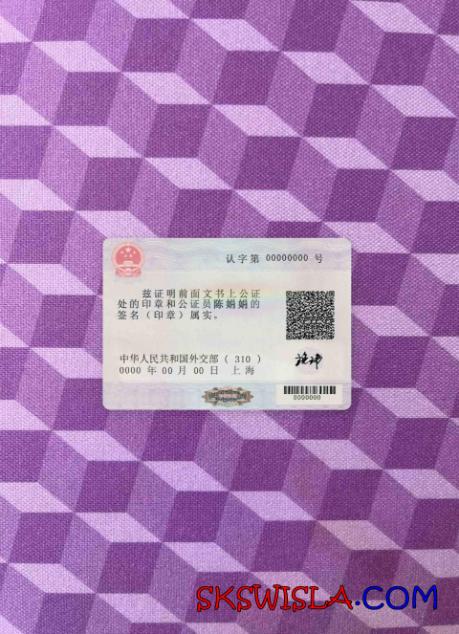 认字第 00000000 号
兹证明前面文书上公证
处的印章和公证员陈娟娟的
签名（印章）属实。
中华人民共和国外交部（310）
0000 年 00 月 00 日 上海
0000000
SKSWISLA.COM